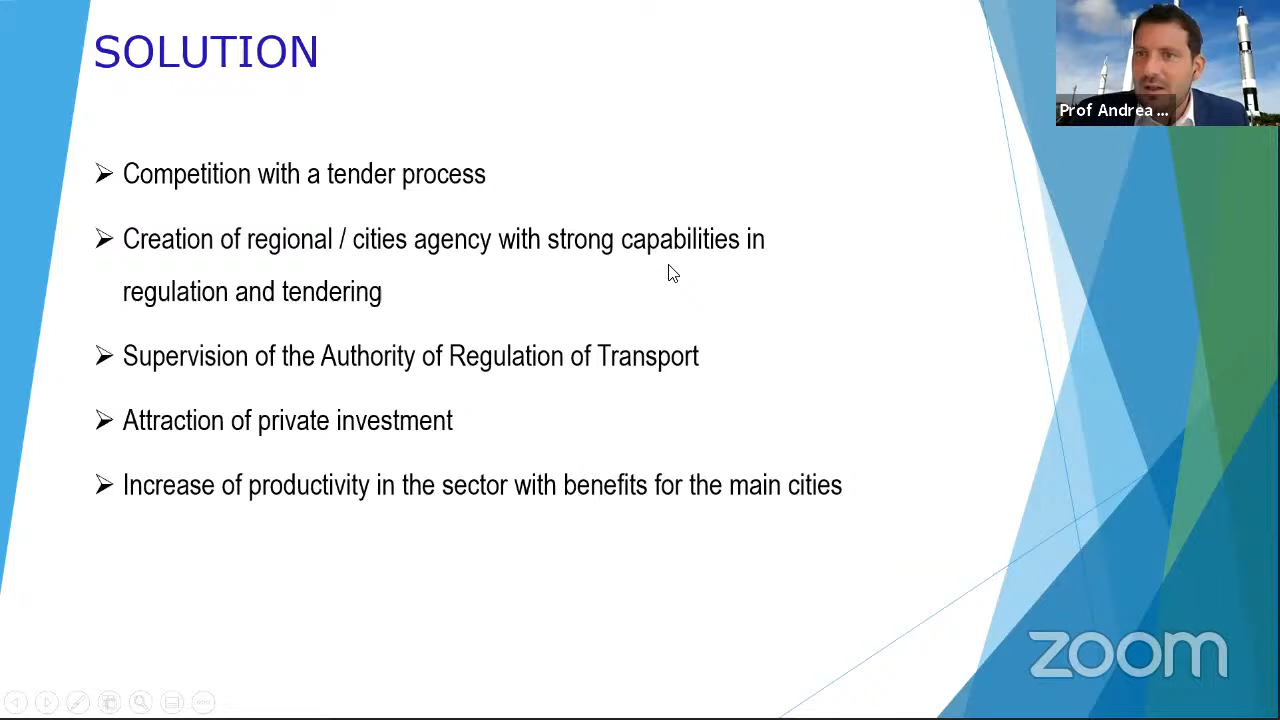 SOLUTION
Prof Andrea ...
➢ Competition with a tender process
➢ Creation of regional / cities agency with strong capabilities in
regulation and tendering
➢ Supervision of the Authority of Regulation of Transport
➢ Attraction of private investment
➢ Increase of productivity in the sector with benefits for the main cities
zoom